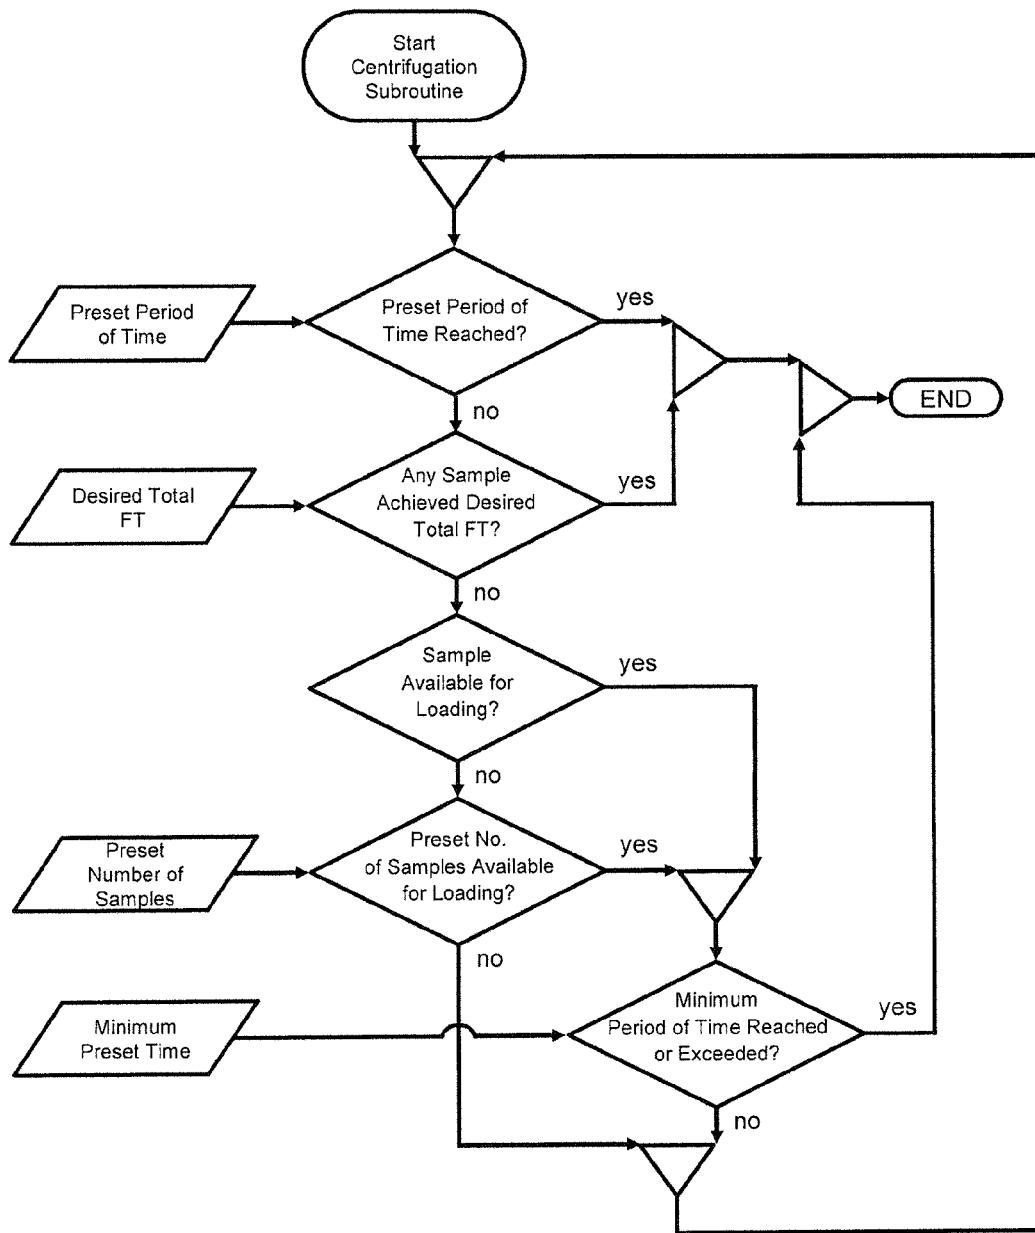 Start
Centrifugation
Subroutine
Preset Period
of Time
Preset Period of
Time Reached?
yes
END
no
Desired Total
FT
Any Sample
Achieved Desired
Total FT?
yes
no
Sample
Available for
Loading?
yes
no
Preset
Number of
Samples
Preset No.
of Samples Available
for Loading?
yes
no
Minimum
Preset Time
Minimum
Period of Time Reached
or Exceeded?
yes
no